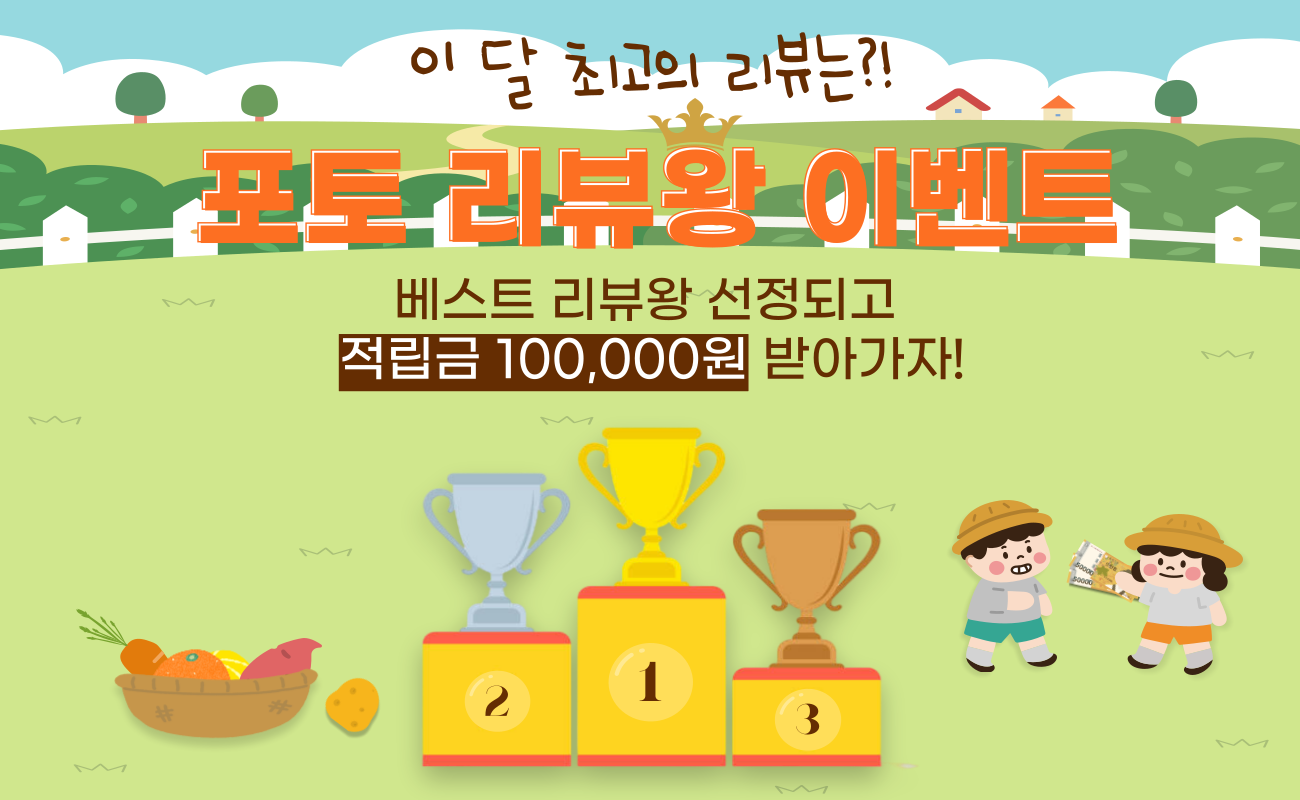 이 달 최고의 리뷰는?!
포토 리뷰왕 이벤트
베스트 리뷰왕 선정되고
적립금 100,000원 받아가자!
2
1
3
50000
50000